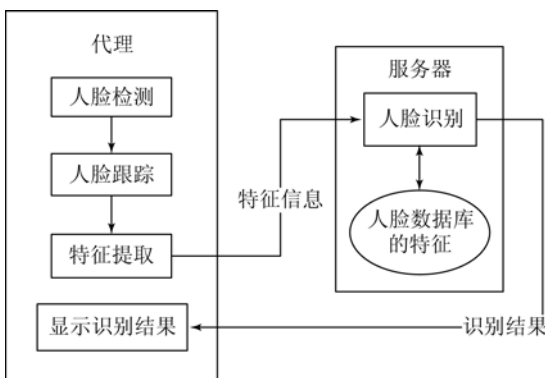 代理
人脸检测
人脸跟踪
特征提取
显示识别结果
特征信息
服务器
人脸识别
人脸数据库
的特征
识别结果